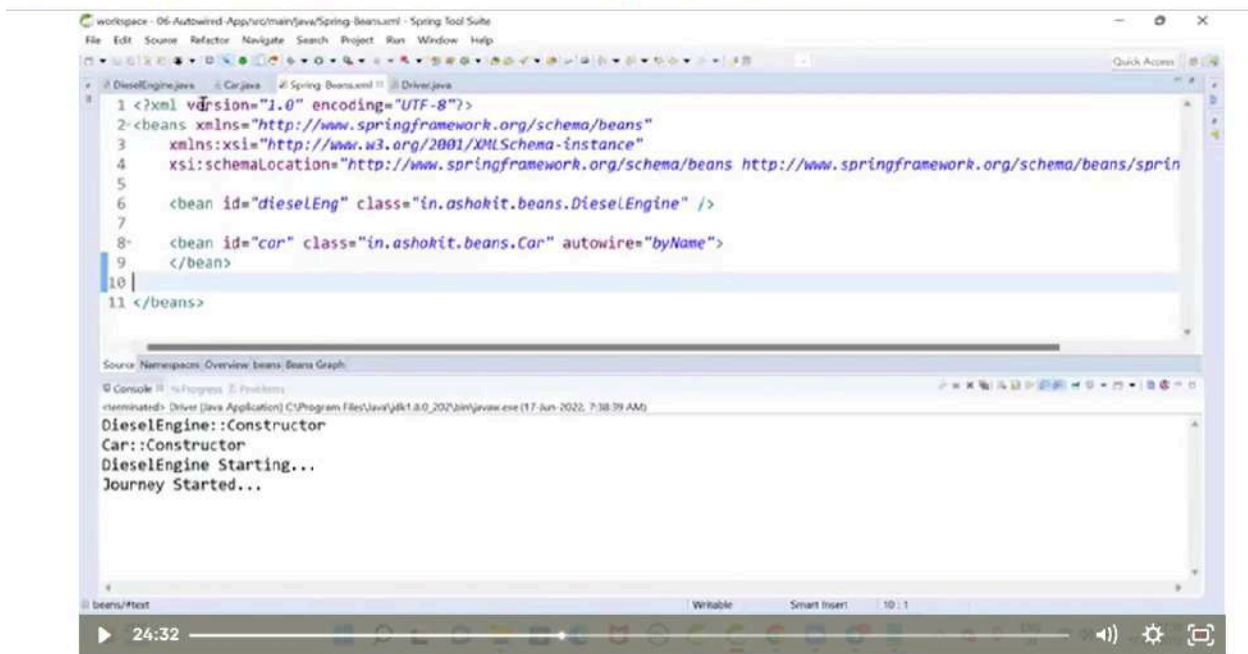 workspace - 06-Autowired-App/src/main/java/Spring-Beans.xml - Spring Tool Suite
File Edit Source Refactor Navigate Search Project Run Window Help
Quick Access
DieselEngine.java Car.java Spring-Beans.xml Driver.java
1 <?xml version="1.0" encoding="UTF-8"?>
2 <beans xmlns="http://www.springframework.org/schema/beans"
3 xmlns:xsi="http://www.w3.org/2001/XMLSchema-instance"
4 xsi:schemaLocation="http://www.springframework.org/schema/beans http://www.springframework.org/schema/beans/sprin
5
6 <bean id="dieselEng" class="in.ashokit.beans.DieselEngine" />
7
8 <bean id="car" class="in.ashokit.beans.Car" autowire="byName">
9 </bean>
10
11 </beans>
Source Namespaces Overview beans Beans Graph
Console Progress Problems
<terminated> Driver [Java Application] C:\Program Files\Java\jdk1.8.0_202\bin\javaw.exe (17-Jun-2022, 7:38:39 AM)
DieselEngine::Constructor
Car::Constructor
DieselEngine Starting...
Journey Started...
beans/#text Writable Smart Insert 10 : 1
24:32